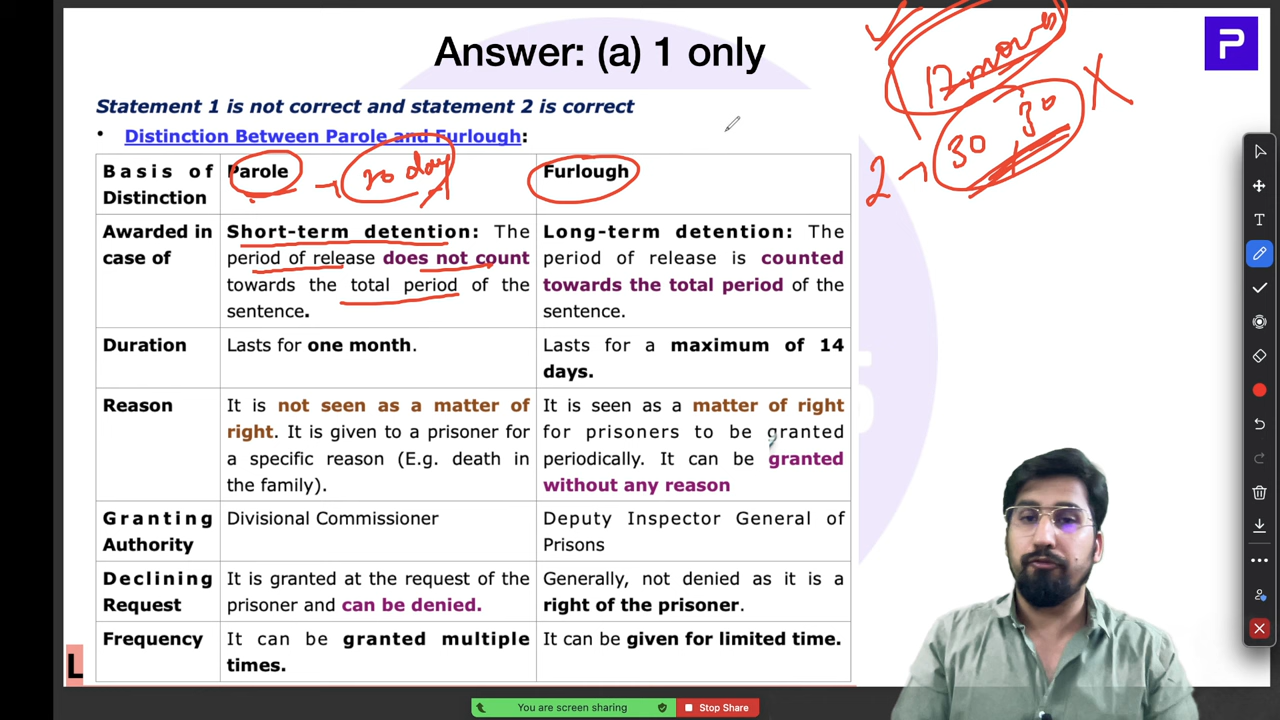 Answer: (a) 1 only
Statement 1 is not correct and statement 2 is correct
• Distinction Between Parole and Furlough:
Basis of Distinction
Parole
Furlough
Awarded in case of
Short-term detention: The
period of release does not count
towards the total period of the
sentence.
Long-term detention: The
period of release is counted
towards the total period of the
sentence.
Duration
Lasts for one month.
Lasts for a maximum of 14
days.
Reason
It is not seen as a matter of
right. It is given to a prisoner for
a specific reason (E.g. death in
the family).
It is seen as a matter of right
for prisoners to be granted
periodically. It can be granted
without any reason
Granting
Authority
Divisional Commissioner
Deputy Inspector General of
Prisons
Declining
Request
It is granted at the request of the
prisoner and can be denied.
Generally, not denied as it is a
right of the prisoner.
Frequency
It can be granted multiple
times.
It can be given for limited time.
30 30
2
P
T
L
You are screen sharing
Stop Share